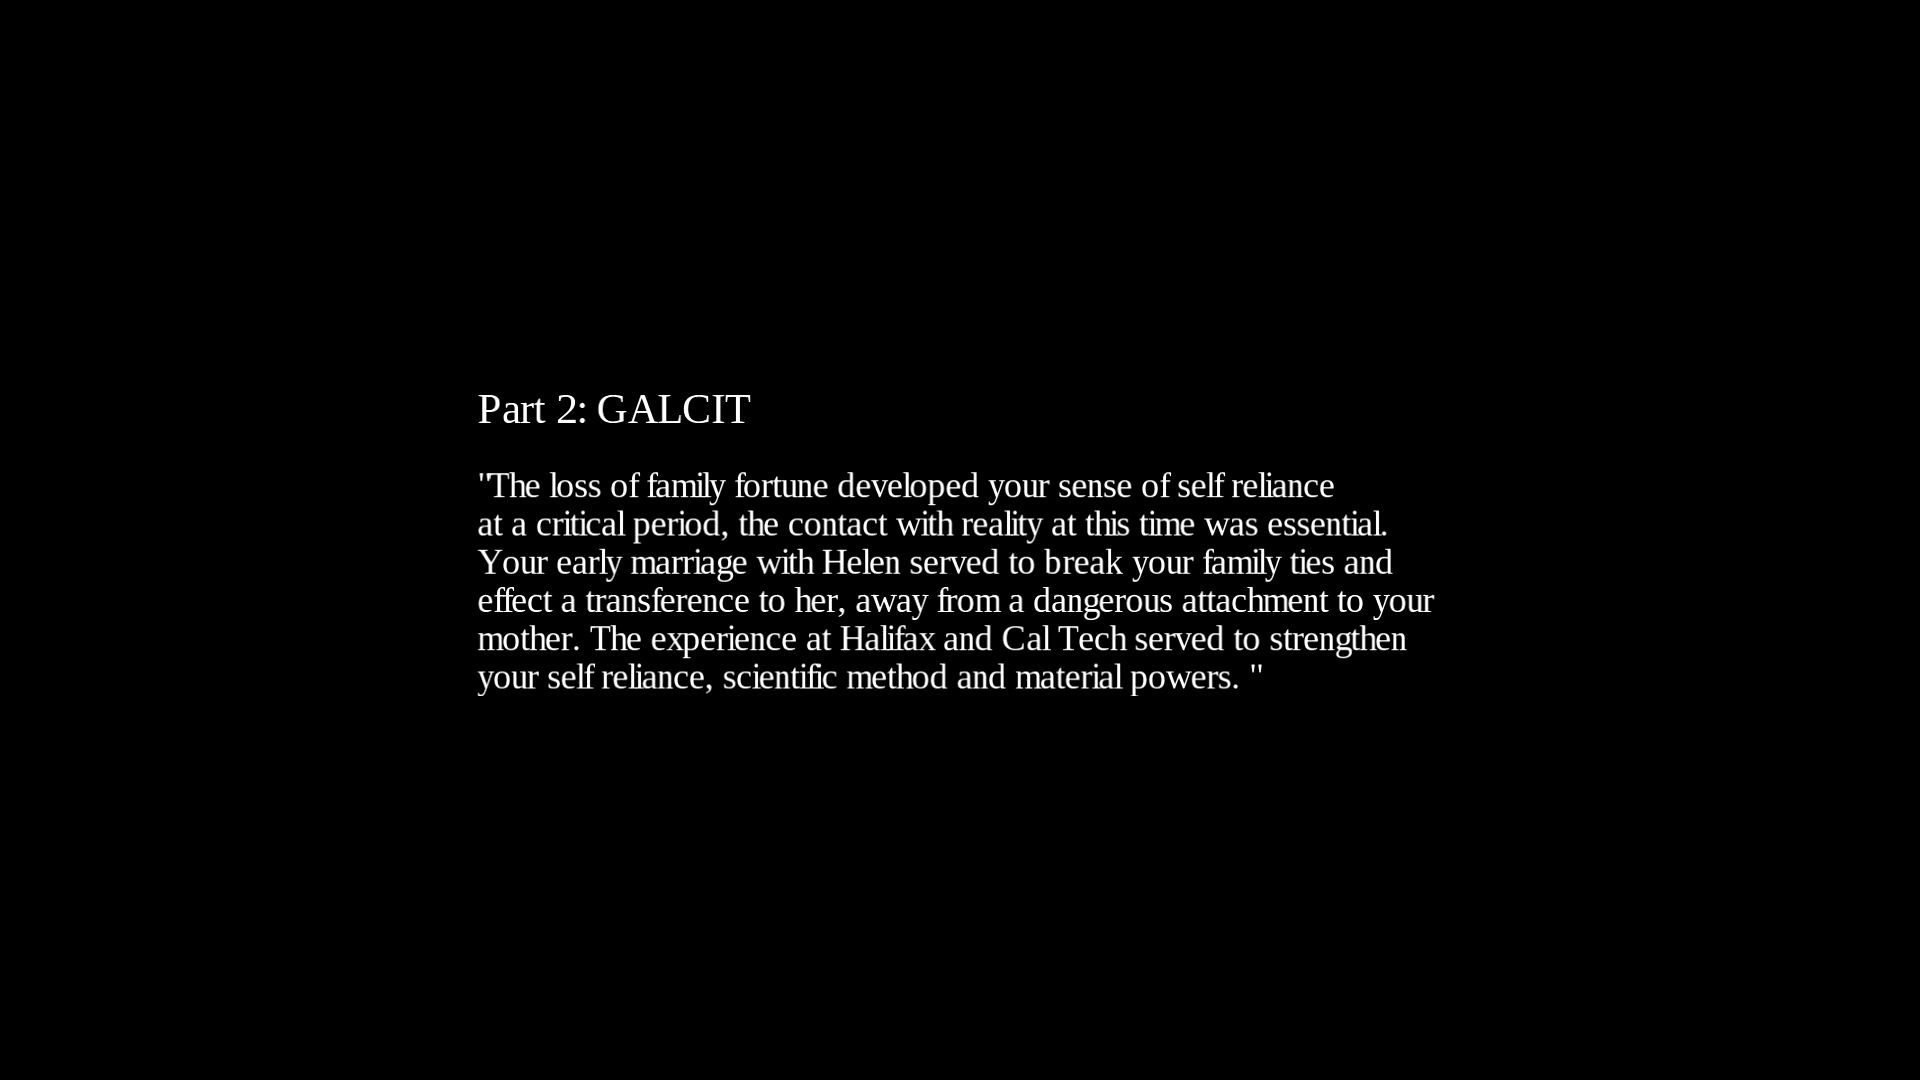 Part 2: GALCIT
"The loss of family fortune developed your sense of self reliance
at a critical period, the contact with reality at this time was essential.
Your early marriage with Helen served to break your family ties and
effect a transference to her, away from a dangerous attachment to your
mother. The experience at Halifax and Cal Tech served to strengthen
your self reliance, scientific method and material powers. "